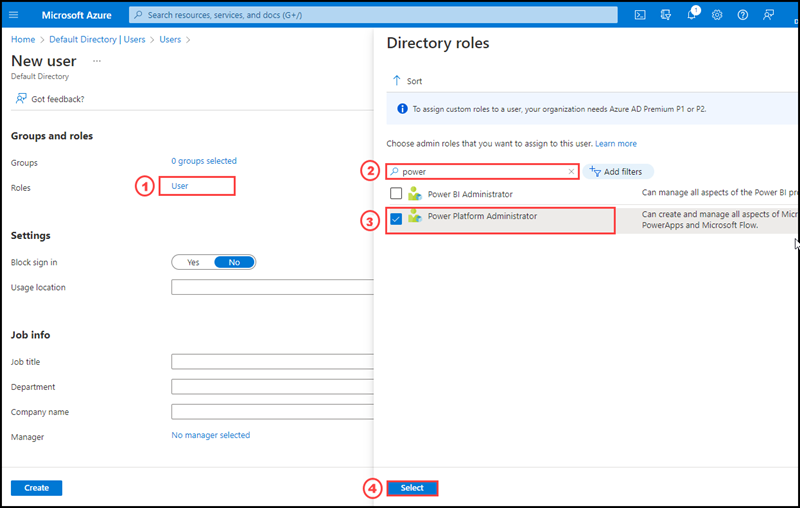 Microsoft Azure
Search resources, services, and docs (G+/)
1
Home > Default Directory | Users > Users >
New user ...
Default Directory
Got feedback?
Groups and roles
Groups
0 groups selected
1
Roles
User
Settings
Block sign in
Yes
No
Usage location
Job info
Job title
Department
Company name
Manager
No manager selected
Create
Directory roles
Sort
To assign custom roles to a user, your organization needs Azure AD Premium P1 or P2.
Choose admin roles that you want to assign to this user. Learn more
2
power
Add filters
Power BI Administrator
Can manage all aspects of the Power BI pr
3
Power Platform Administrator
Can create and manage all aspects of Micr
PowerApps and Microsoft Flow.
4
Select